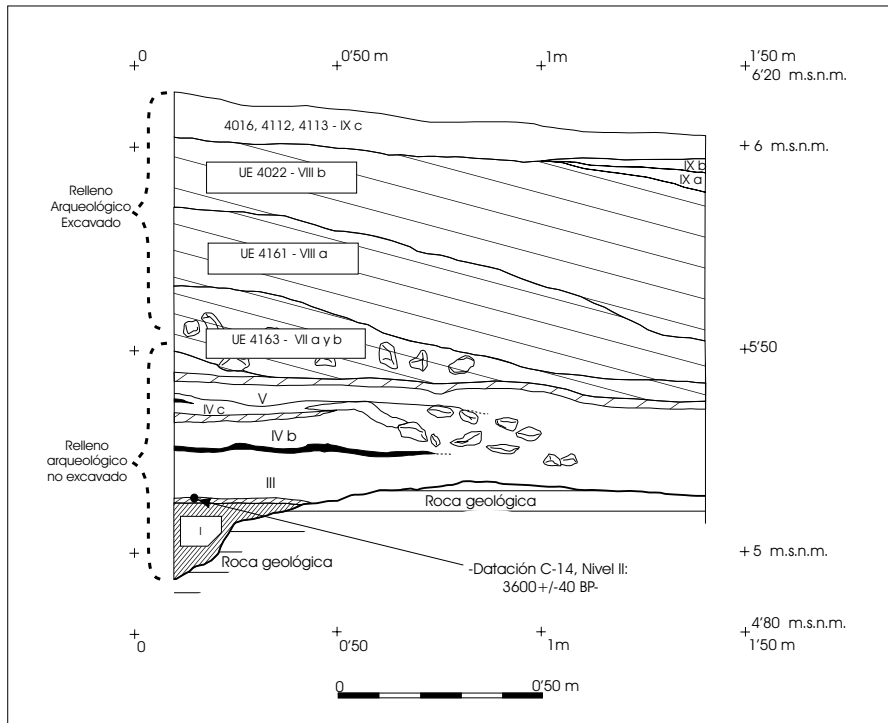 0
0'50 m
1m
1'50 m
6'20 m.s.n.m.
4016, 4112, 4113 - IX c
6 m.s.n.m.
IX b
UE 4022 - VIII b
IX a
Relleno
Arqueológico
Excavado
UE 4161 - VIII a
UE 4163 - VII a y b
5'50
V
IV c
IV b
Relleno
arqueológico
no excavado
III
Roca geológica
I
5 m.s.n.m.
Roca geológica
-Datación C-14, Nivel II:
3600+/-40 BP-
4'80 m.s.n.m.
0
0'50
1m
1'50 m
0
0'50 m